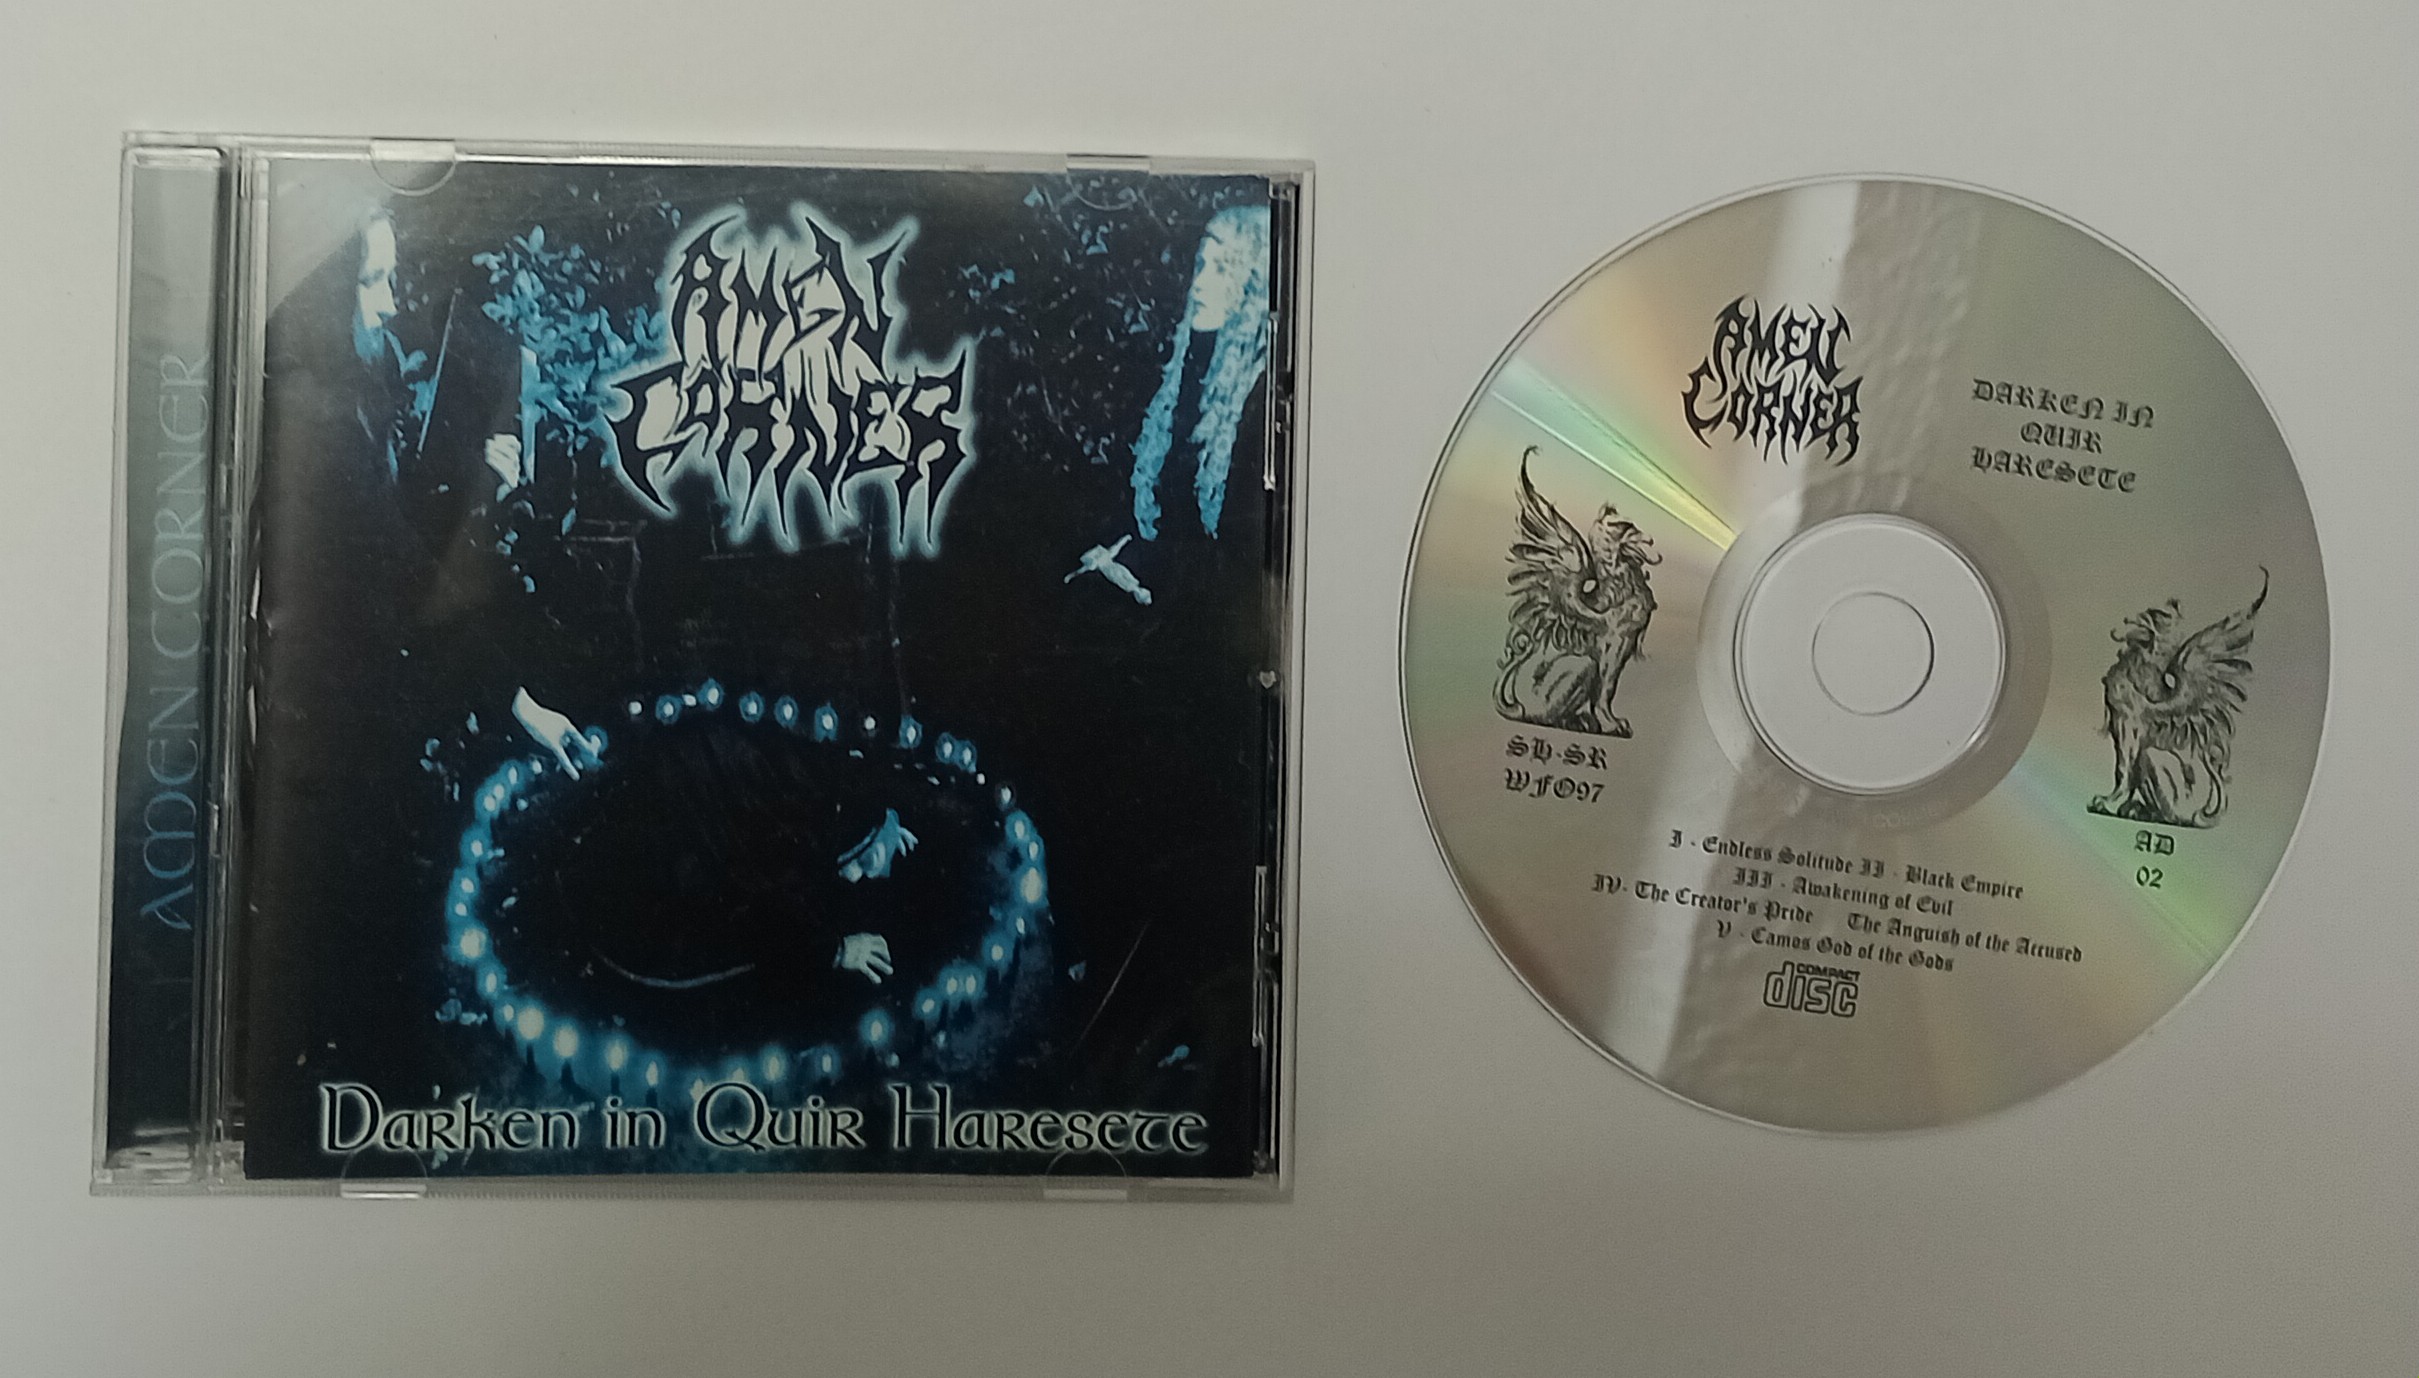 AMEN CORNER
AMEN
CORNER
Darken in Quir Haresete
AMEN
CORNER
DARKEN IN
QUIR
HARESETE
SH-SR
WFO97
AD
02
I - Endless Solitude II - Black Empire
III - Awakening of Evil
IV- The Creator's Pride The Anguish of the Accused
V - Camos God of the Gods
COMPACT
disc